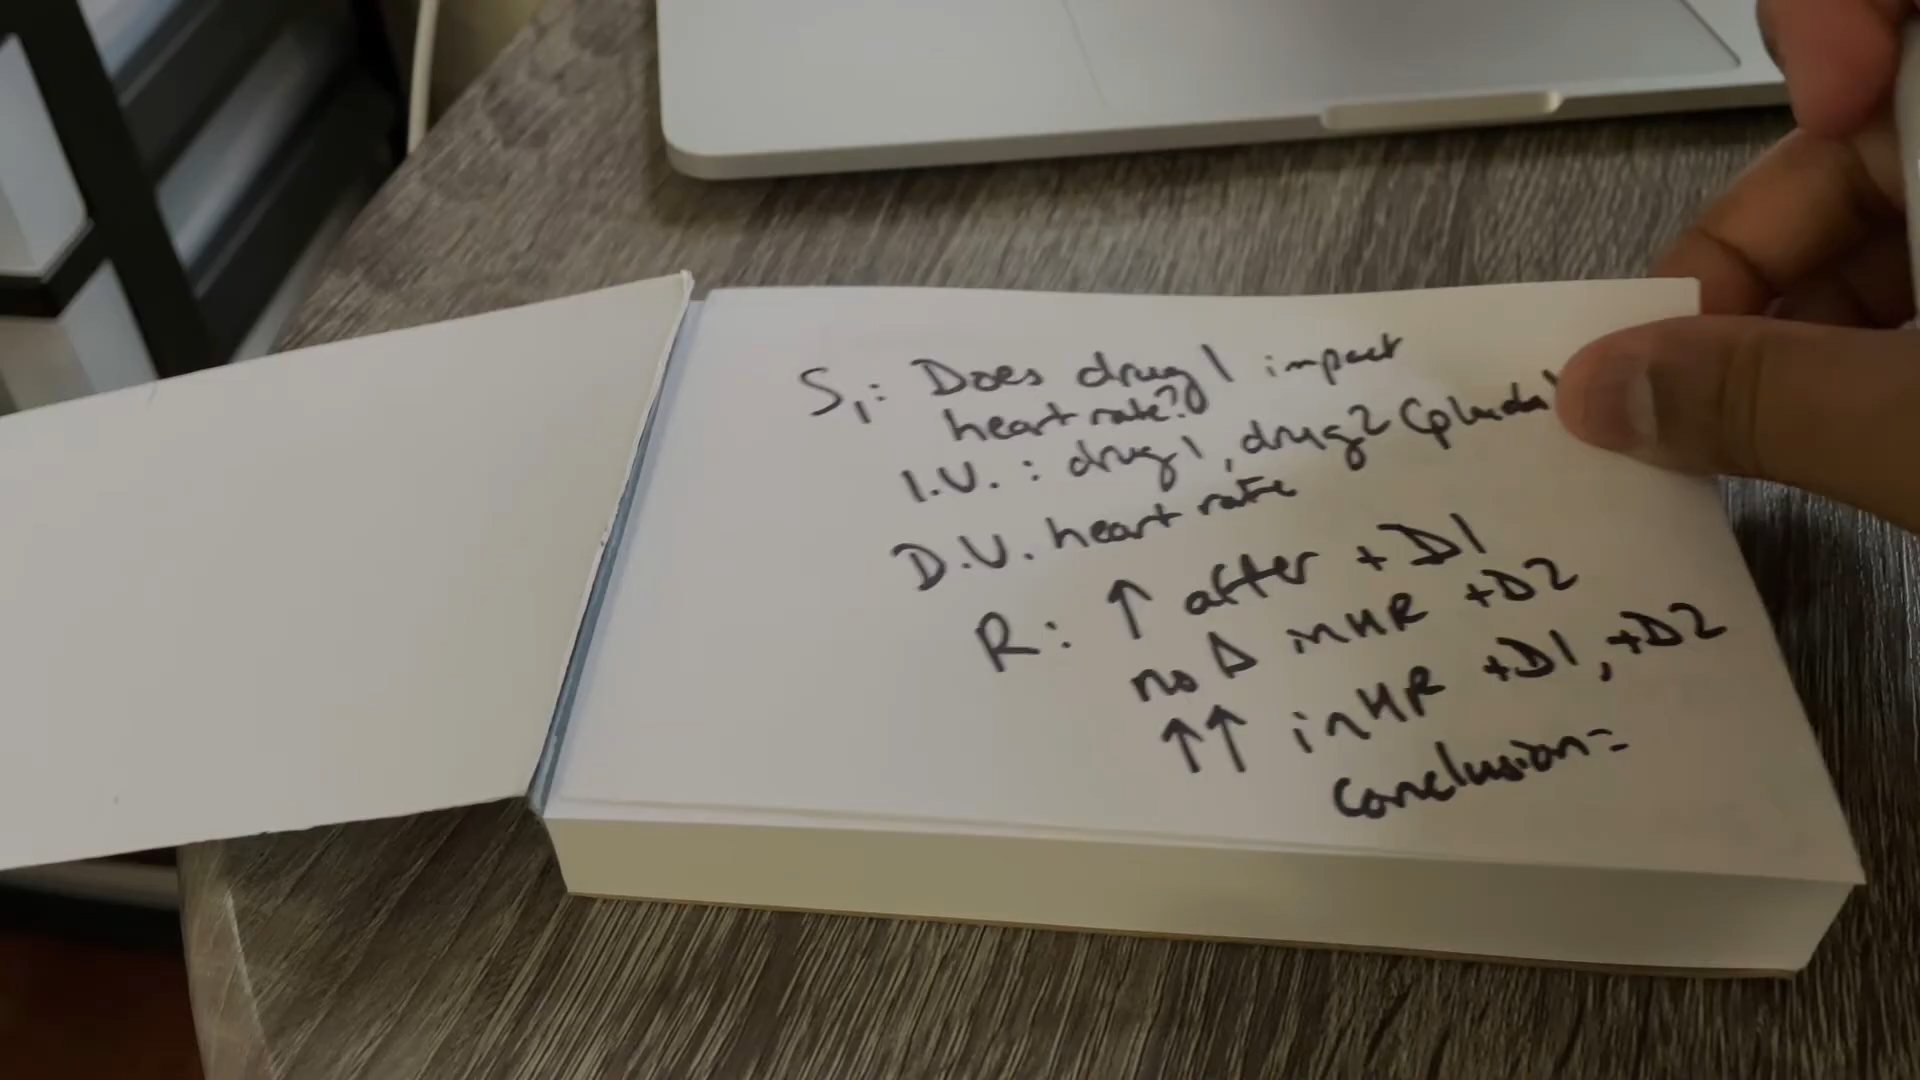 S1: Does drug 1 impact
heart rate?
I.V. : drug 1, drug 2
D.V. heart rate
R: ↑ after + D1
no Δ in HR + D2
↑↑ in HR + D1, + D2
Conclusion =